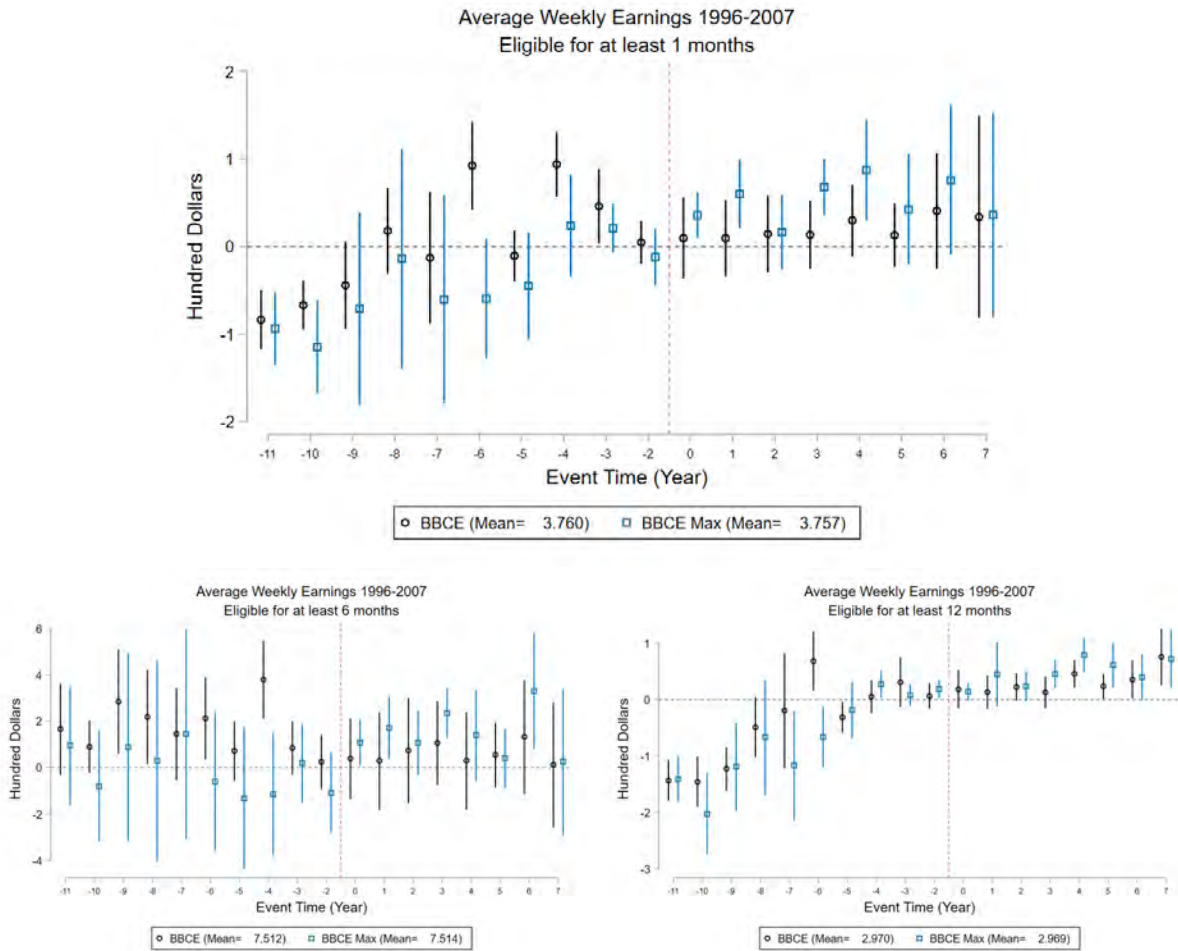 Average Weekly Earnings 1996-2007
Eligible for at least 1 months
Hundred Dollars
2
1
0
-1
-2
-11 -10 -9 -8 -7 -6 -5 -4 -3 -2 0 1 2 3 4 5 6 7
Event Time (Year)
BBCE (Mean= 3.760) BBCE Max (Mean= 3.757)
Average Weekly Earnings 1996-2007
Eligible for at least 6 months
Hundred Dollars
6
4
2
0
-2
-4
-11 -10 -9 -8 -7 -6 -5 -4 -3 -2 0 1 2 3 4 5 6 7
Event Time (Year)
BBCE (Mean= 7.512) BBCE Max (Mean= 7.514)
Average Weekly Earnings 1996-2007
Eligible for at least 12 months
Hundred Dollars
1
0
-1
-2
-3
-11 -10 -9 -8 -7 -6 -5 -4 -3 -2 0 1 2 3 4 5 6 7
Event Time (Year)
BBCE (Mean= 2.970) BBCE Max (Mean= 2.969)